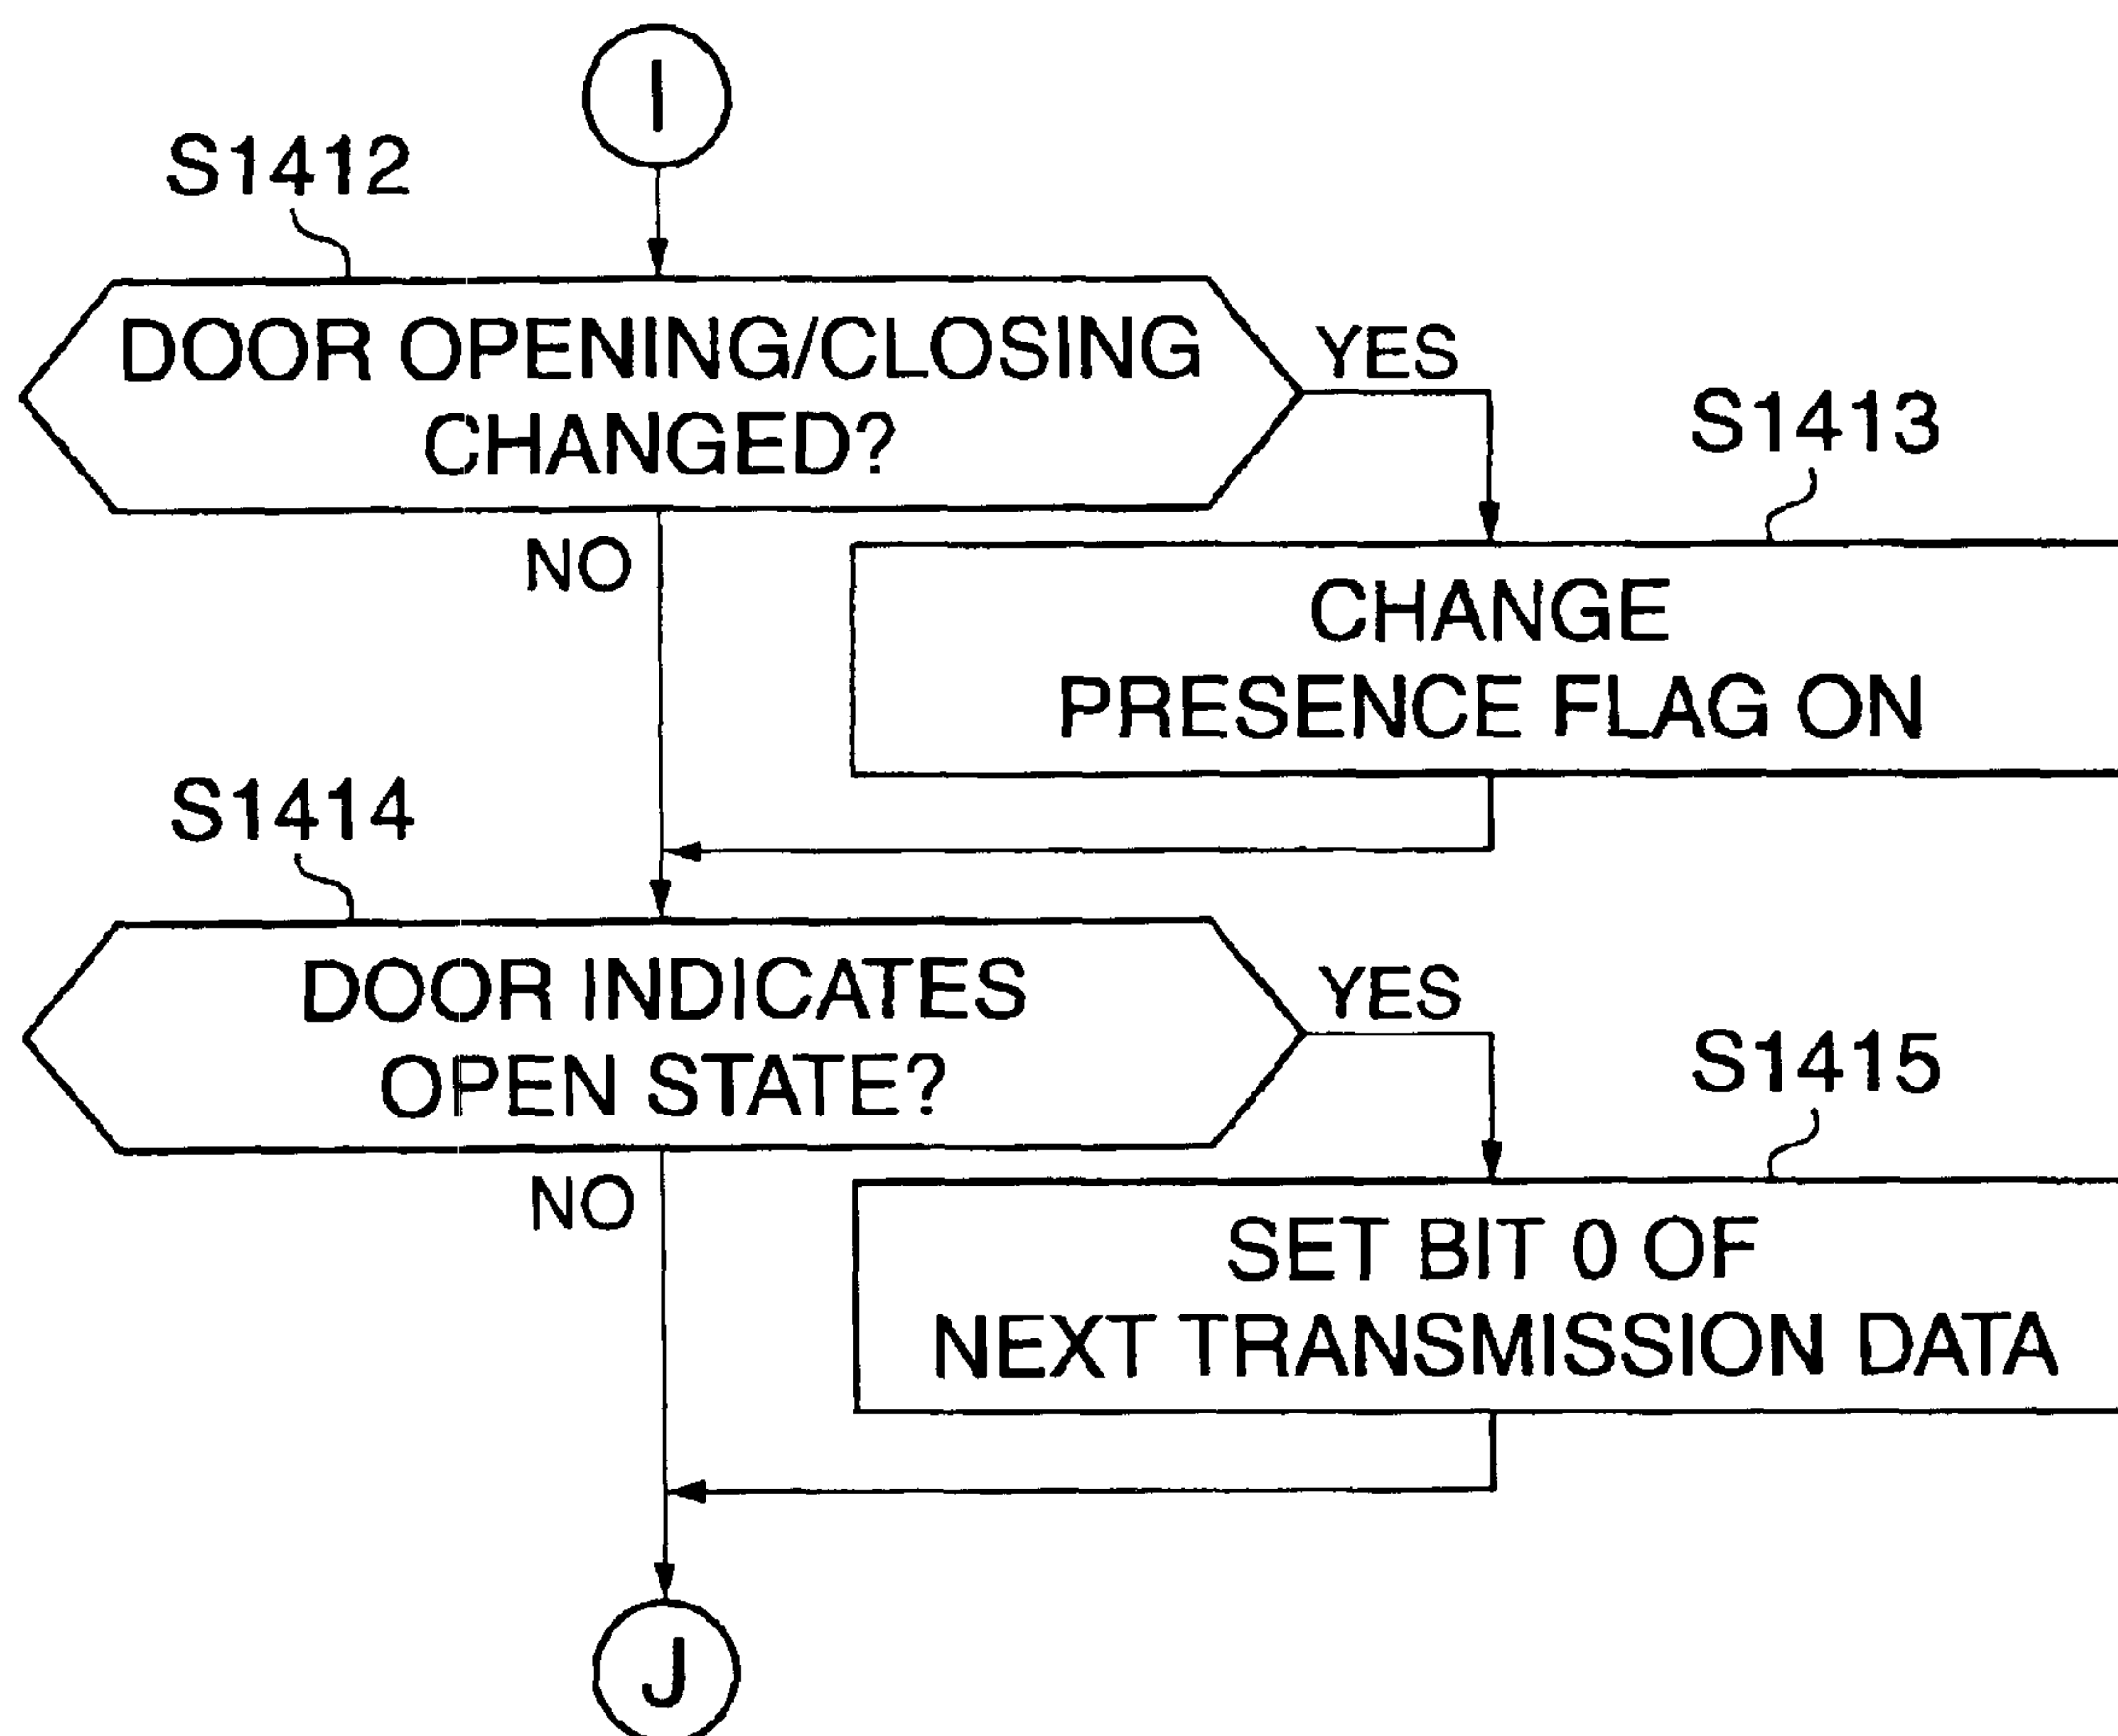 I
S1412
DOOR OPENING/CLOSING
CHANGED?
YES
S1413
NO
CHANGE
PRESENCE FLAG ON
S1414
DOOR INDICATES
OPEN STATE?
YES
S1415
NO
SET BIT 0 OF
NEXT TRANSMISSION DATA
J